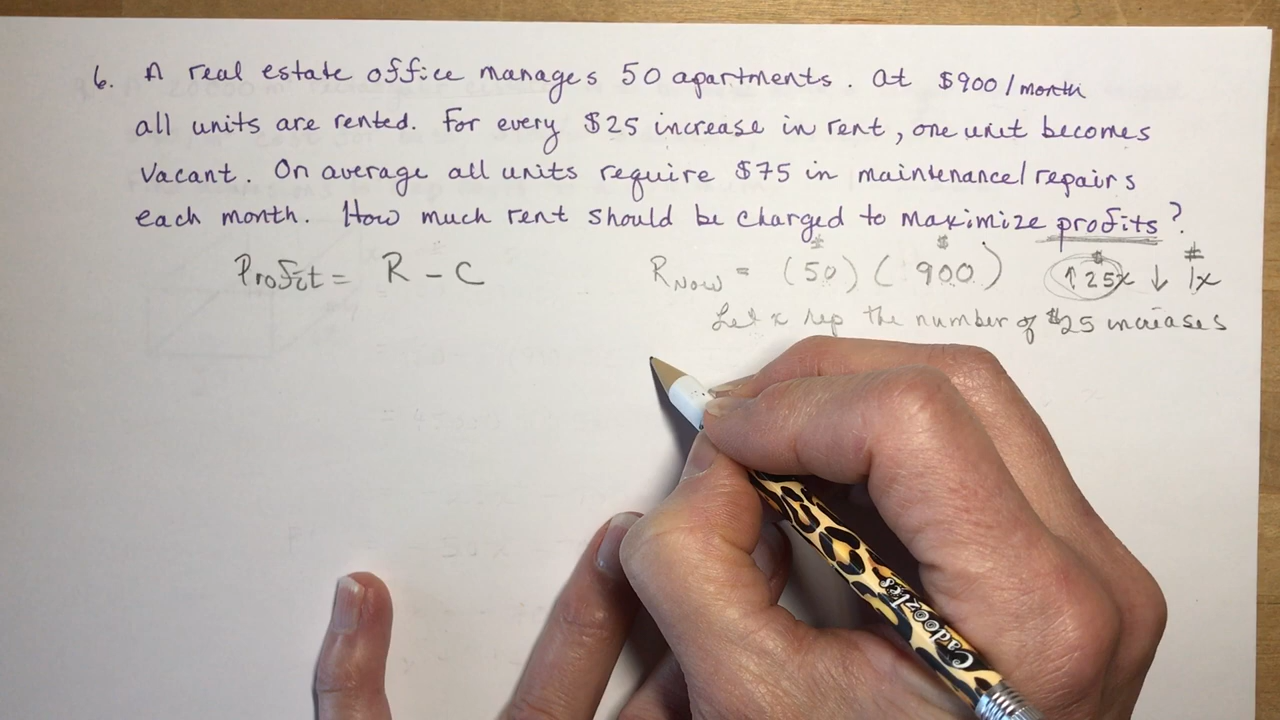 6. A real estate office manages 50 apartments. At $900/month
all units are rented. For every $25 increase in rent, one unit becomes
vacant. On average all units require $75 in maintenance/repairs
each month. How much rent should be charged to maximize profits?
Profit = R - C
# $ $ #
R Now = (50)(900) ↑25x ↓ 1x
Let x rep the number of $25 increases
Cadoozles